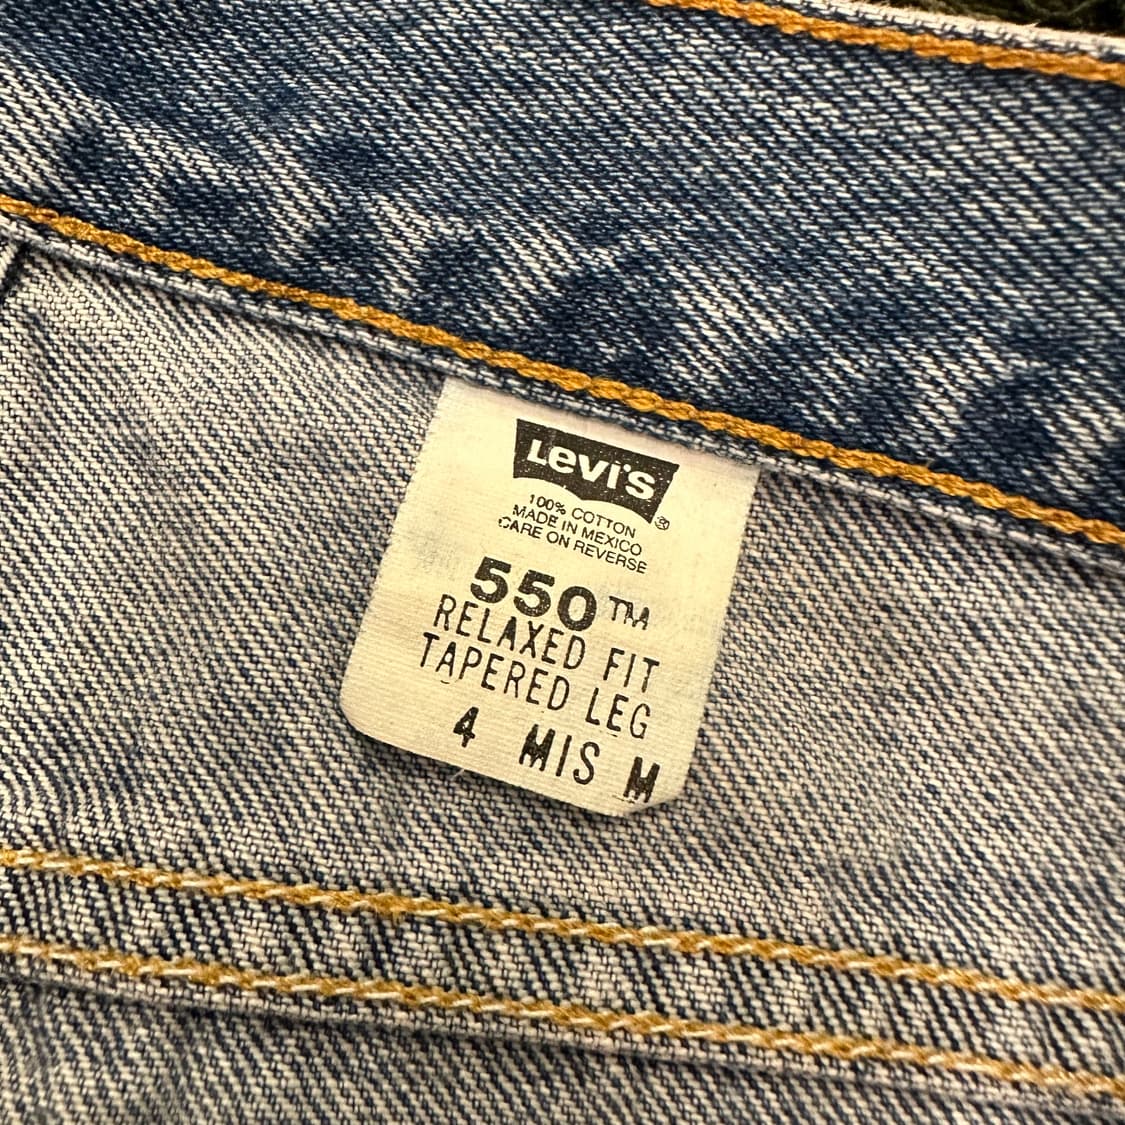 Levi's ®
100% COTTON
MADE IN MEXICO
CARE ON REVERSE
550™
RELAXED FIT
TAPERED LEG
4 MIS M